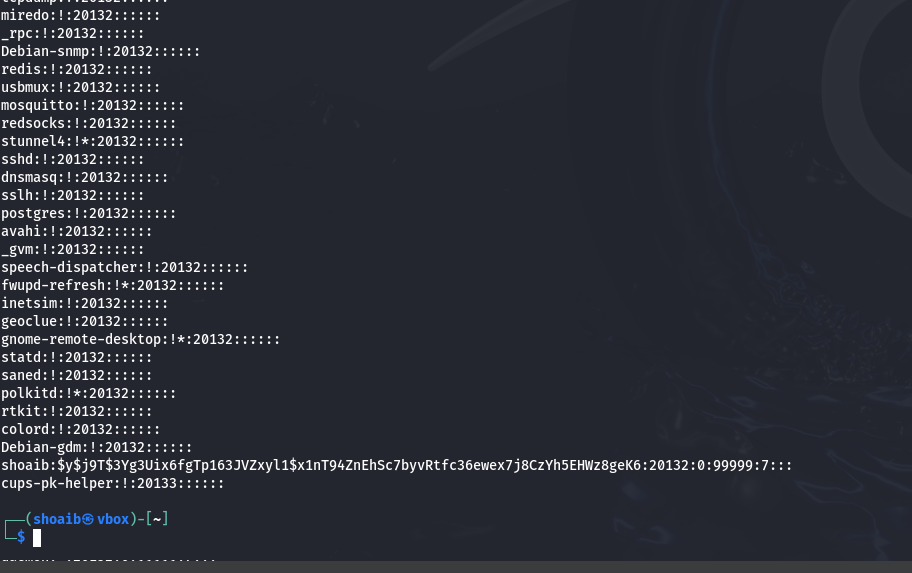 miredo:!:20132::::::
_rpc:!:20132::::::
Debian-snmp:!:20132::::::
redis:!:20132::::::
usbmux:!:20132::::::
mosquitto:!:20132::::::
redsocks:!:20132::::::
stunnel4:!*:20132::::::
sshd:!:20132::::::
dnsmasq:!:20132::::::
sslh:!:20132::::::
postgres:!:20132::::::
avahi:!:20132::::::
_gvm:!:20132::::::
speech-dispatcher:!:20132::::::
fwupd-refresh:!*:20132::::::
inetsim:!:20132::::::
geoclue:!:20132::::::
gnome-remote-desktop:!*:20132::::::
statd:!:20132::::::
saned:!:20132::::::
polkitd:!*:20132::::::
rtkit:!:20132::::::
colord:!:20132::::::
Debian-gdm:!:20132::::::
shoaib:$y$j9T$3Yg3Uix6fgTp163JVZxyl1$x1nT94ZnEhSc7byvRtfc36ewex7j8CzYh5EHWz8geK6:20132:0:99999:7:::
cups-pk-helper:!:20133::::::
┌──(shoaib㉿vbox)-[~]
└─$